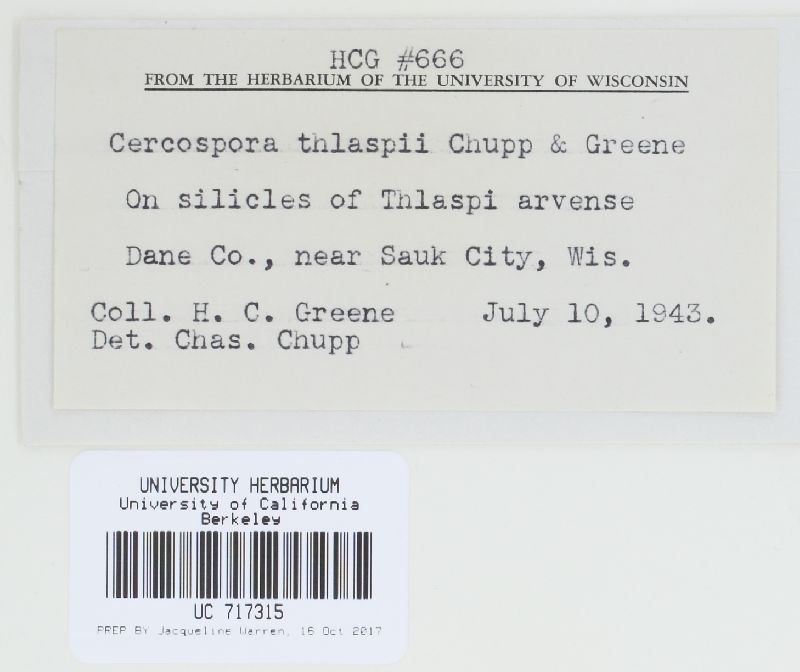 HCG #666
FROM THE HERBARIUM OF THE UNIVERSITY OF WISCONSIN
Cercospora thlaspii Chupp & Greene
On silicles of Thlaspi arvense
Dane Co., near Sauk City, Wis.
Coll. H. C. Greene July 10, 1943.
Det. Chas. Chupp
UNIVERSITY HERBARIUM
University of California
Berkeley
UC 717315
PREP BY Jacqueline Warren, 16 Oct 2017